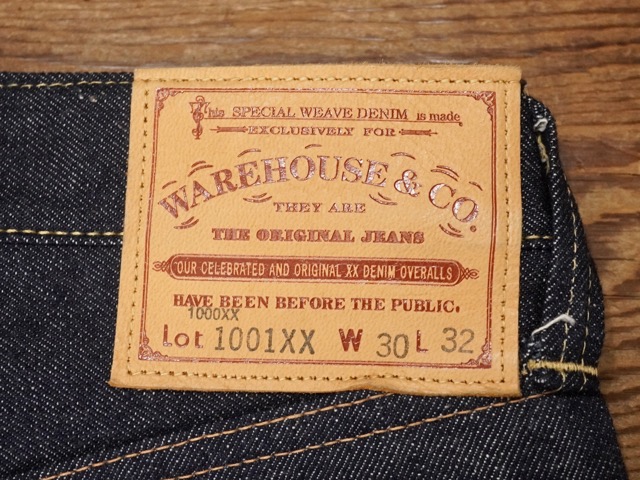 This SPECIAL WEAVE DENIM is made
EXCLUSIVELY FOR
WAREHOUSE & CO.
THEY ARE
THE ORIGINAL JEANS
OUR CELEBRATED AND ORIGINAL XX DENIM OVERALLS
HAVE BEEN BEFORE THE PUBLIC.
1000XX
Lot 1001XX W 30 L 32